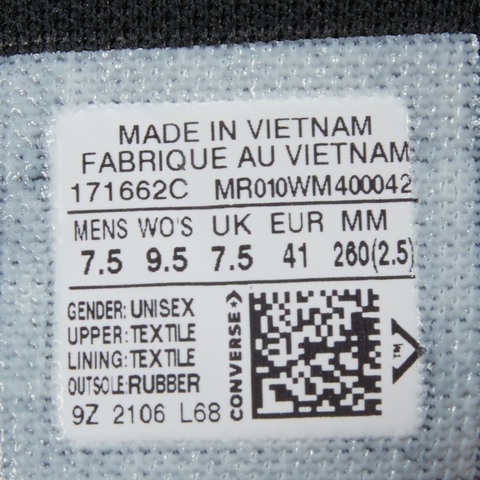 MADE IN VIETNAM
FABRIQUE AU VIETNAM
171662C MR010WM400042
MENS WO'S UK EUR MM
7.5 9.5 7.5 41 260(2.5)
GENDER: UNISEX
UPPER: TEXTILE
LINING: TEXTILE
OUTSOLE: RUBBER
9Z 2106 L68
CONVERSE
TM